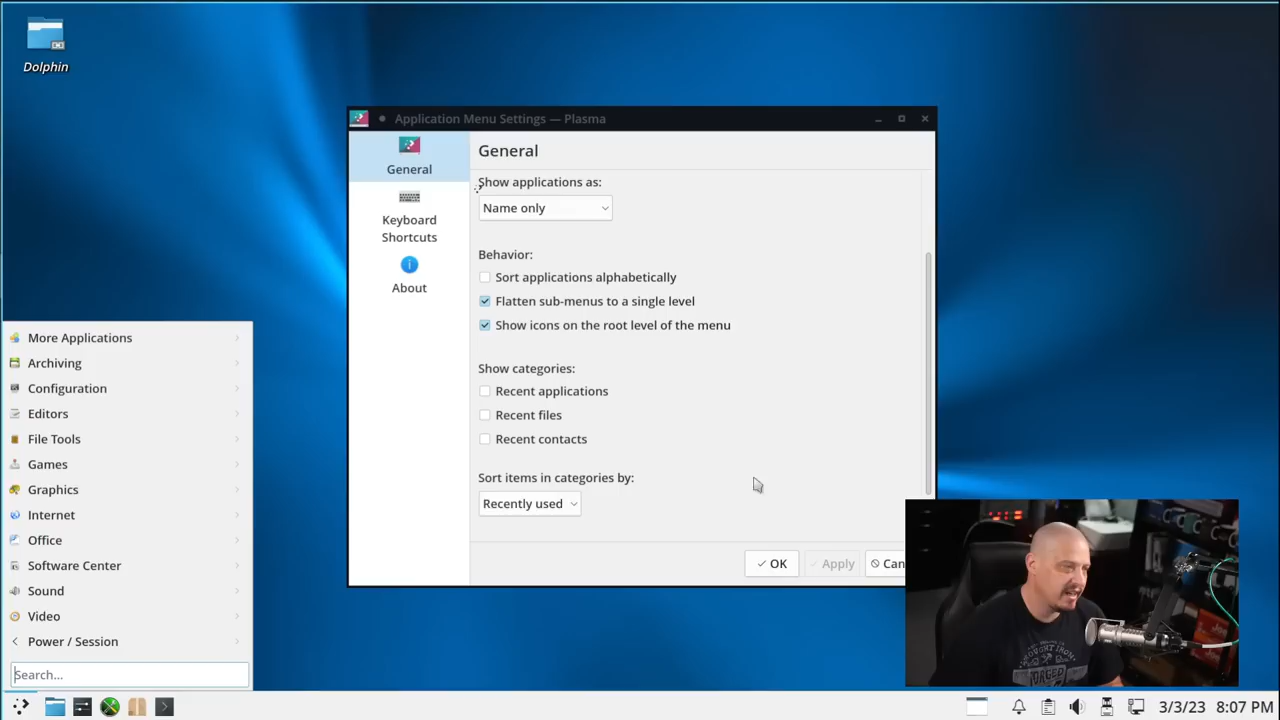 Dolphin
Application Menu Settings — Plasma
General
Keyboard
Shortcuts
About
General
Show applications as:
Name only
Behavior:
Sort applications alphabetically
Flatten sub-menus to a single level
Show icons on the root level of the menu
Show categories:
Recent applications
Recent files
Recent contacts
Sort items in categories by:
Recently used
OK
Apply
Can
More Applications
Archiving
Configuration
Editors
File Tools
Games
Graphics
Internet
Office
Software Center
Sound
Video
Power / Session
Search...
3/3/23 8:07 PM